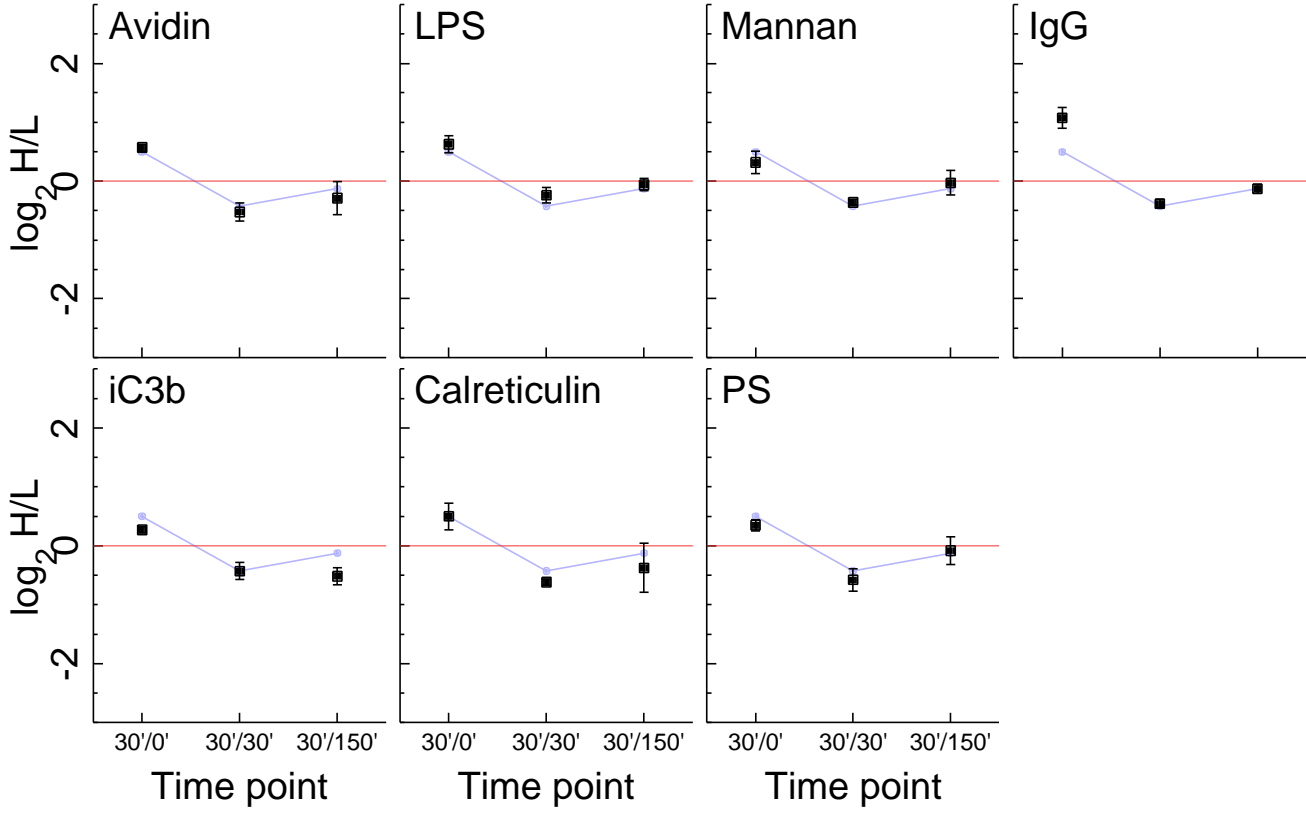 Avidin
LPS
Mannan
IgG
log2 H/L
2
0
-2
iC3b
Calreticulin
PS
log2 H/L
2
0
-2
30'/0' 30'/30' 30'/150'
30'/0' 30'/30' 30'/150'
30'/0' 30'/30' 30'/150'
Time point
Time point
Time point